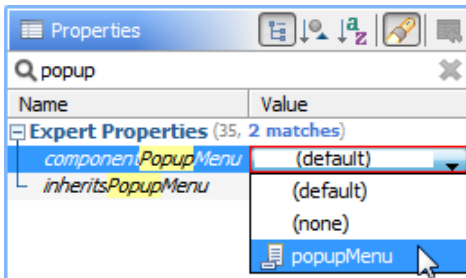 Properties
popup
Name Value
Expert Properties (35, 2 matches)
componentPopupMenu (default)
inheritsPopupMenu (default)
(none)
popupMenu